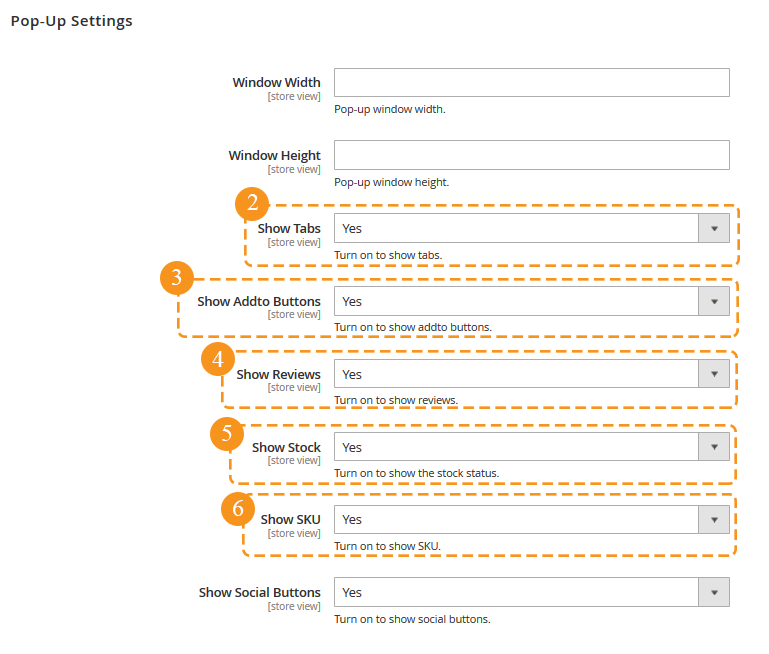 Pop-Up Settings
Window Width
[store view]
Pop-up window width.
Window Height
[store view]
Pop-up window height.
2
Show Tabs Yes
[store view]
Turn on to show tabs.
3
Show Addto Buttons Yes
[store view]
Turn on to show addto buttons.
4
Show Reviews Yes
[store view]
Turn on to show reviews.
5
Show Stock Yes
[store view]
Turn on to show the stock status.
6
Show SKU Yes
[store view]
Turn on to show SKU.
Show Social Buttons Yes
[store view]
Turn on to show social buttons.